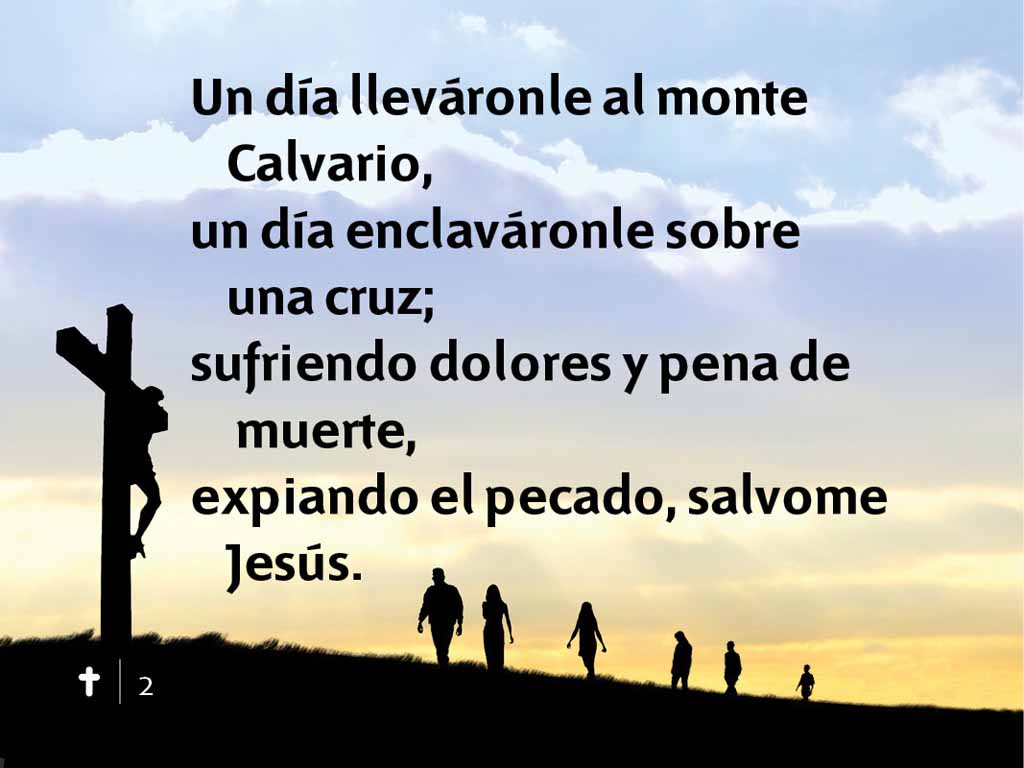 Un día lleváronle al monte
Calvario,
un día enclaváronle sobre
una cruz;
sufriendo dolores y pena de
muerte,
expiando el pecado, salvome
Jesús.
2